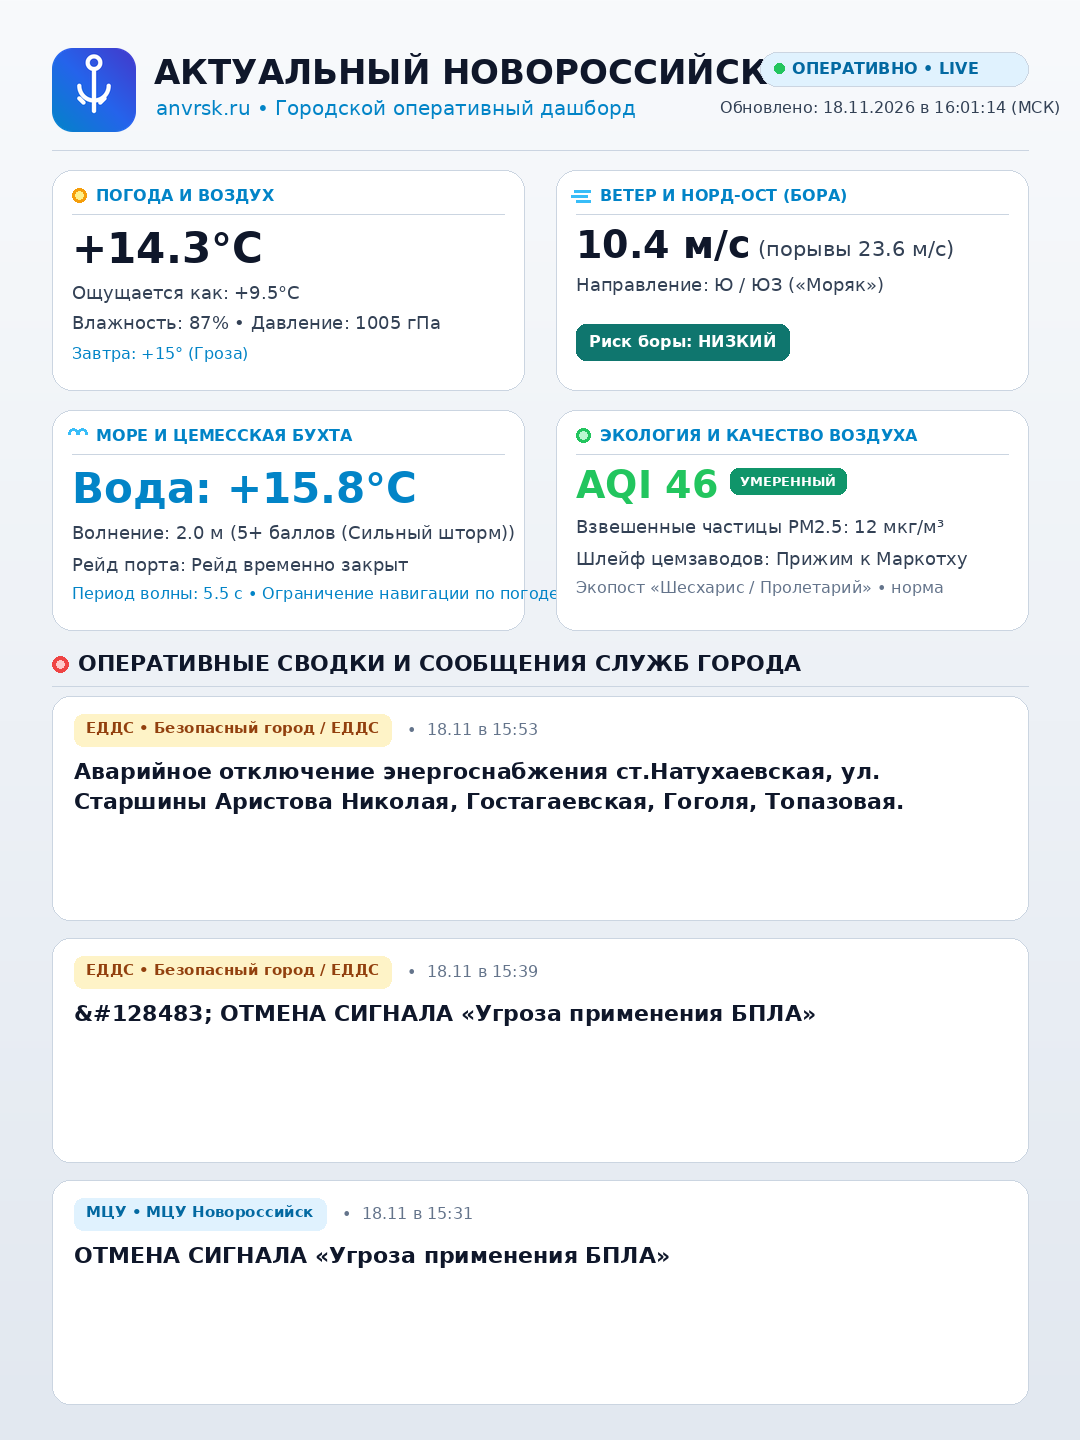 АКТУАЛЬНЫЙ НОВОРОССИЙСК
ОПЕРАТИВНО • LIVE
anvrsk.ru • Городской оперативный дашборд
Обновлено: 18.11.2026 в 16:01:14 (МСК)
ПОГОДА И ВОЗДУХ
+14.3°C
Ощущается как: +9.5°C
Влажность: 87% • Давление: 1005 гПа
Завтра: +15° (Гроза)
ВЕТЕР И НОРД-ОСТ (БОРА)
10.4 м/с (порывы 23.6 м/с)
Направление: Ю / ЮЗ («Моряк»)
Риск боры: НИЗКИЙ
МОРЕ И ЦЕМЕССКАЯ БУХТА
Вода: +15.8°C
Волнение: 2.0 м (5+ баллов (Сильный шторм))
Рейд порта: Рейд временно закрыт
Период волны: 5.5 с • Ограничение навигации по погоде
ЭКОЛОГИЯ И КАЧЕСТВО ВОЗДУХА
AQI 46 УМЕРЕННЫЙ
Взвешенные частицы PM2.5: 12 мкг/м³
Шлейф цемзаводов: Прижим к Маркотху
Экопост «Шесхарис / Пролетарий» • норма
ОПЕРАТИВНЫЕ СВОДКИ И СООБЩЕНИЯ СЛУЖБ ГОРОДА
ЕДДС • Безопасный город / ЕДДС • 18.11 в 15:53
Аварийное отключение энергоснабжения ст.Натухаевская, ул.
Старшины Аристова Николая, Гостагаевская, Гоголя, Топазовая.
ЕДДС • Безопасный город / ЕДДС • 18.11 в 15:39
&#128483; ОТМЕНА СИГНАЛА «Угроза применения БПЛА»
МЦУ • МЦУ Новороссийск • 18.11 в 15:31
ОТМЕНА СИГНАЛА «Угроза применения БПЛА»